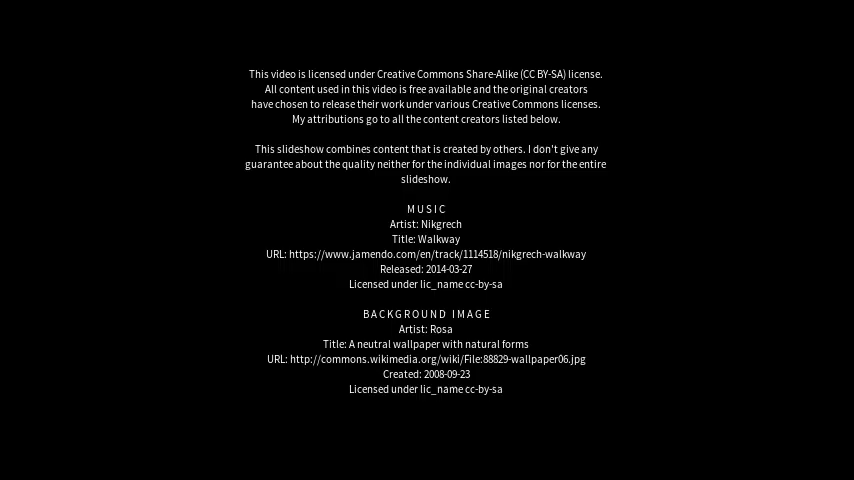 This video is licensed under Creative Commons Share-Alike (CC BY-SA) license.
All content used in this video is free available and the original creators
have chosen to release their work under various Creative Commons licenses.
My attributions go to all the content creators listed below.
This slideshow combines content that is created by others. I don't give any
guarantee about the quality neither for the individual images nor for the entire
slideshow.
MUSIC
Artist: Nikgrech
Title: Walkway
URL: https://www.jamendo.com/en/track/1114518/nikgrech-walkway
Released: 2014-03-27
Licensed under lic_name cc-by-sa
BACKGROUND IMAGE
Artist: Rosa
Title: A neutral wallpaper with natural forms
URL: http://commons.wikimedia.org/wiki/File:88829-wallpaper06.jpg
Created: 2008-09-23
Licensed under lic_name cc-by-sa